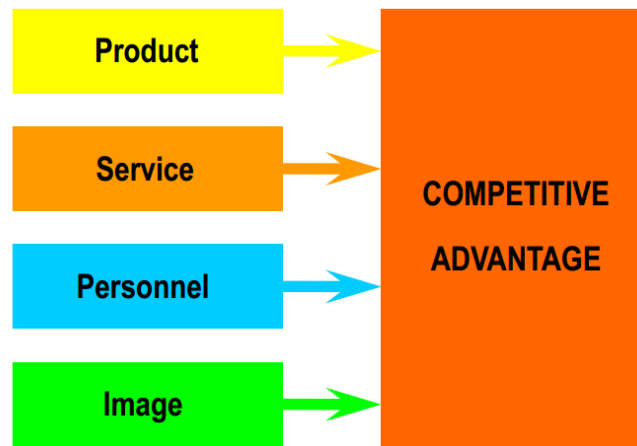 Product
Service
Personnel
Image
COMPETITIVE
ADVANTAGE